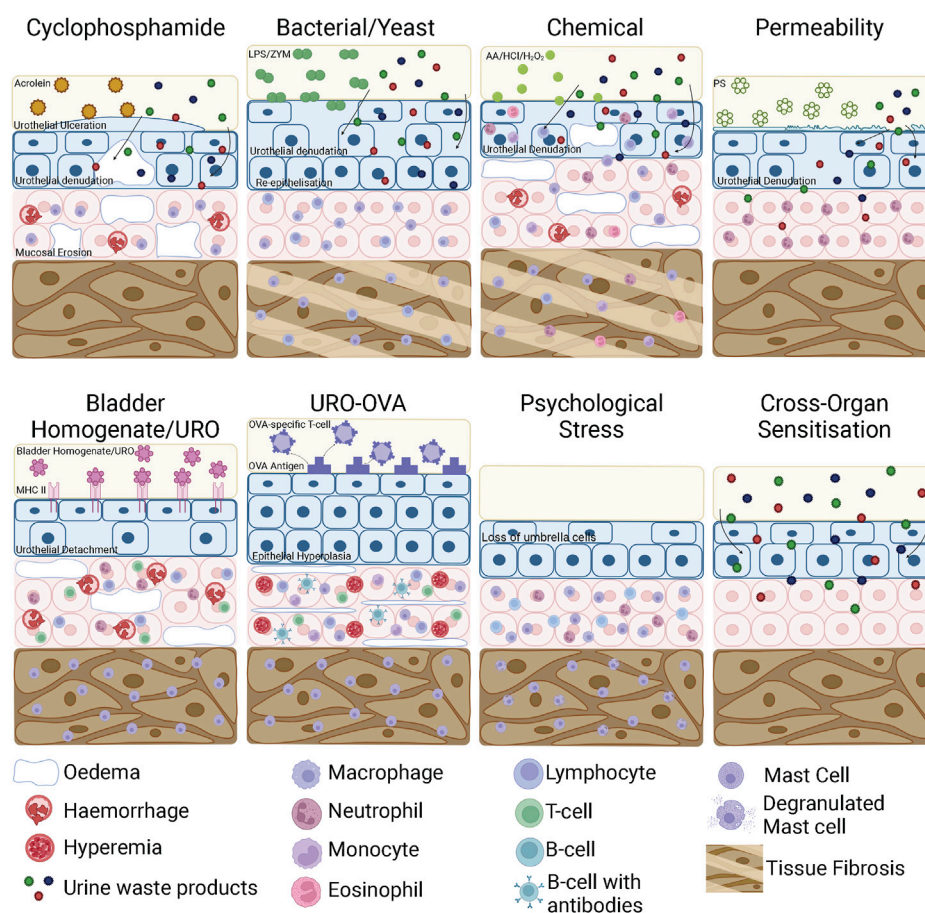 Cyclophosphamide
Bacterial/Yeast
Chemical
Permeability
Acrolein
Urothelial Ulceration
Urothelial denudation
Mucosal Erosion
LPS/ZYM
Urothelial denudation
Re-epithelisation
AA/HCl/H₂O₂
Urothelial Denudation
PS
Urothelial Denudation
Bladder
Homogenate/URO
URO-OVA
Psychological
Stress
Cross-Organ
Sensitisation
Bladder Homogenate/URO
MHC II
Urothelial Detachment
OVA-specific T-cell
OVA Antigen
Epithelial Hyperplasia
Loss of umbrella cells
Oedema
Haemorrhage
Hyperemia
Urine waste products
Macrophage
Neutrophil
Monocyte
Eosinophil
Lymphocyte
T-cell
B-cell
B-cell with
antibodies
Mast Cell
Degranulated
Mast cell
Tissue Fibrosis